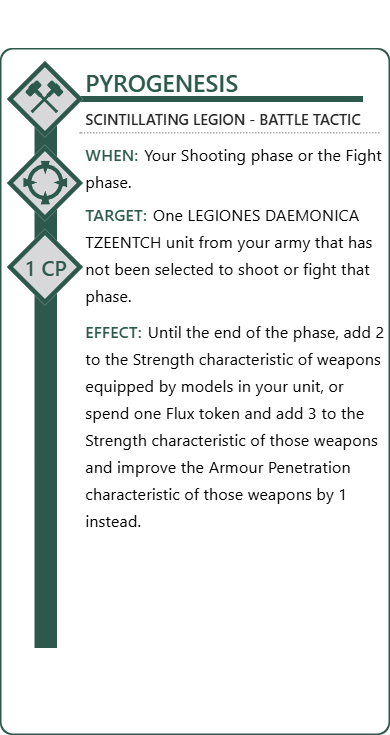 PYROGENESIS
SCINTILLATING LEGION - BATTLE TACTIC
WHEN: Your Shooting phase or the Fight
phase.
TARGET: One LEGIONES DAEMONICA
TZEENTCH unit from your army that has
not been selected to shoot or fight that
phase.
1 CP
EFFECT: Until the end of the phase, add 2
to the Strength characteristic of weapons
equipped by models in your unit, or
spend one Flux token and add 3 to the
Strength characteristic of those weapons
and improve the Armour Penetration
characteristic of those weapons by 1
instead.